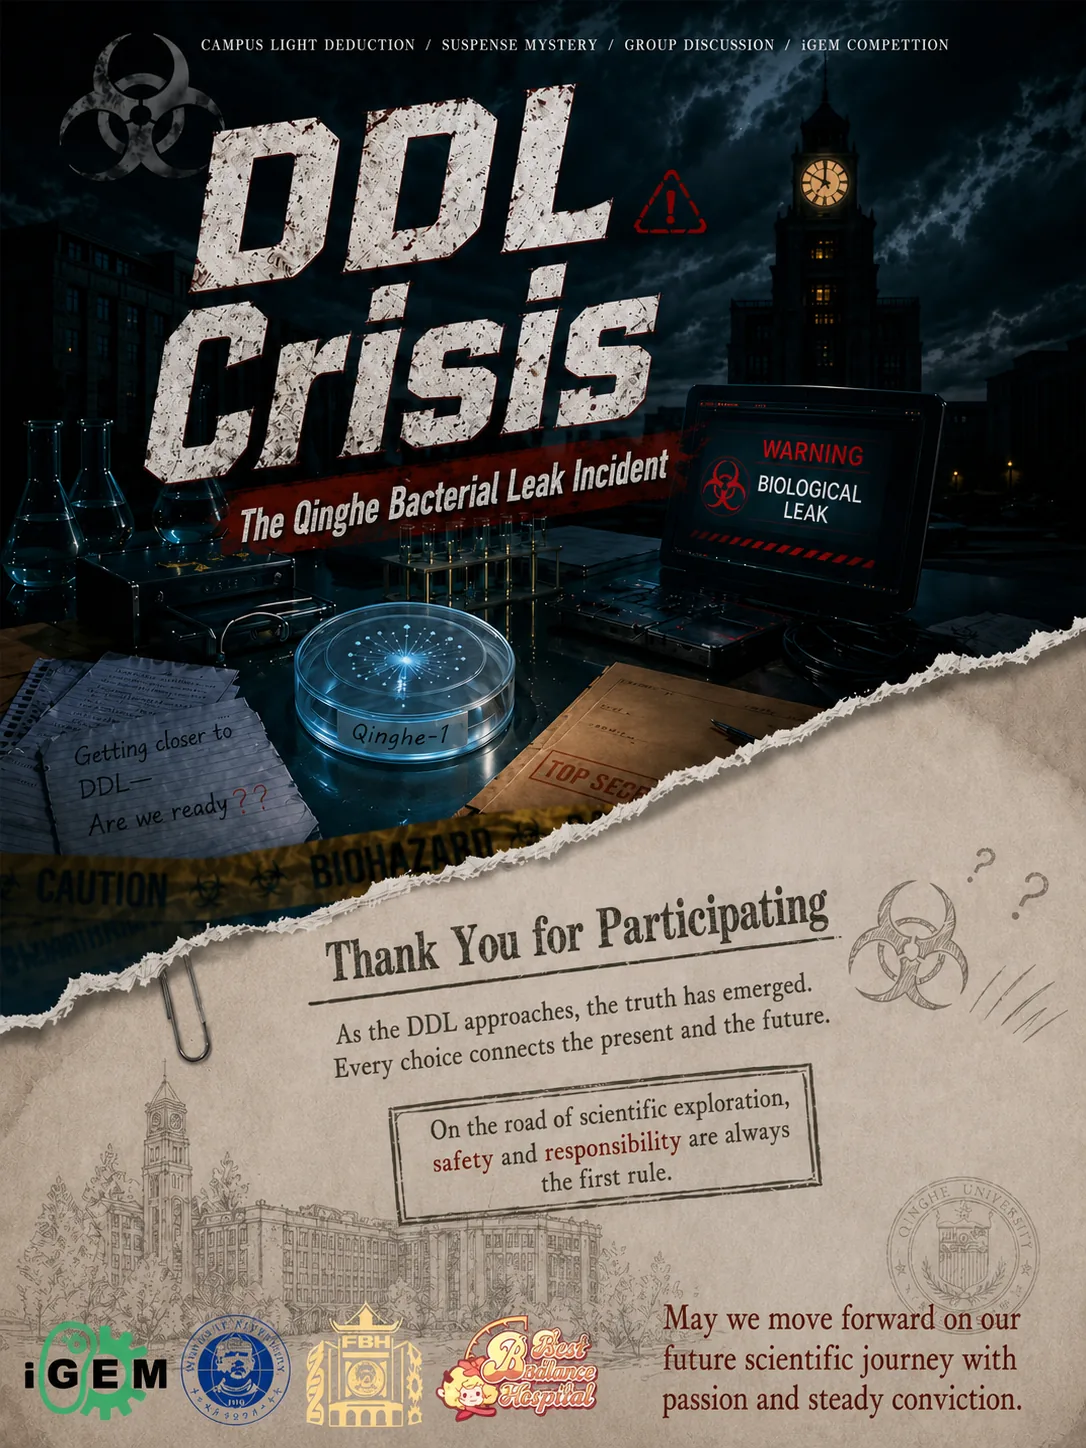 CAMPUS LIGHT DEDUCTION / SUSPENSE MYSTERY / GROUP DISCUSSION / iGEM COMPETTION
DDL
Crisis
The Qinghe Bacterial Leak Incident
WARNING
BIOLOGICAL
LEAK
Qinghe-1
Getting closer to
DDL—
Are we ready??
TOP SECR
CAUTION
BIOHAZARD
Thank You for Participating
As the DDL approaches, the truth has emerged.
Every choice connects the present and the future.
On the road of scientific exploration,
safety and responsibility are always
the first rule.
QINGHE UNIVERSITY
May we move forward on our
future scientific journey with
passion and steady conviction.
iGEM
FBH
Best
Balance
Hospital